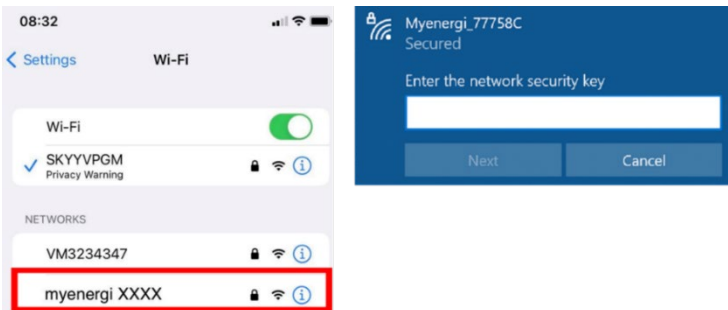 08:32
Settings
Wi-Fi
Wi-Fi
SKYYVPGM
Privacy Warning
NETWORKS
VM3234347
myenergi XXXX
Myenergi_77758C
Secured
Enter the network security key
Next
Cancel